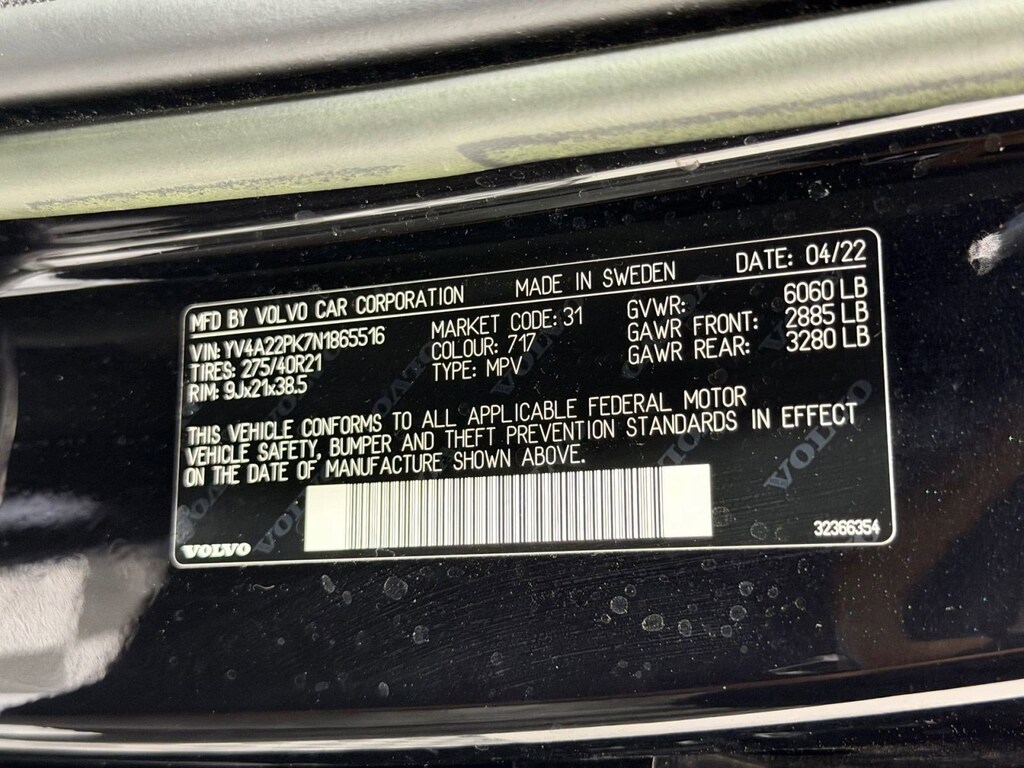 MFD BY VOLVO CAR CORPORATION MADE IN SWEDEN DATE: 04/22
VIN: YV4A22PK7N1865516 MARKET CODE: 31 GVWR: 6060 LB
TIRES: 275/40R21 COLOUR: 717 GAWR FRONT: 2885 LB
RIM: 9Jx21x38.5 TYPE: MPV GAWR REAR: 3280 LB
THIS VEHICLE CONFORMS TO ALL APPLICABLE FEDERAL MOTOR
VEHICLE SAFETY, BUMPER AND THEFT PREVENTION STANDARDS IN EFFECT
ON THE DATE OF MANUFACTURE SHOWN ABOVE.
VOLVO
32366354
VOLVO